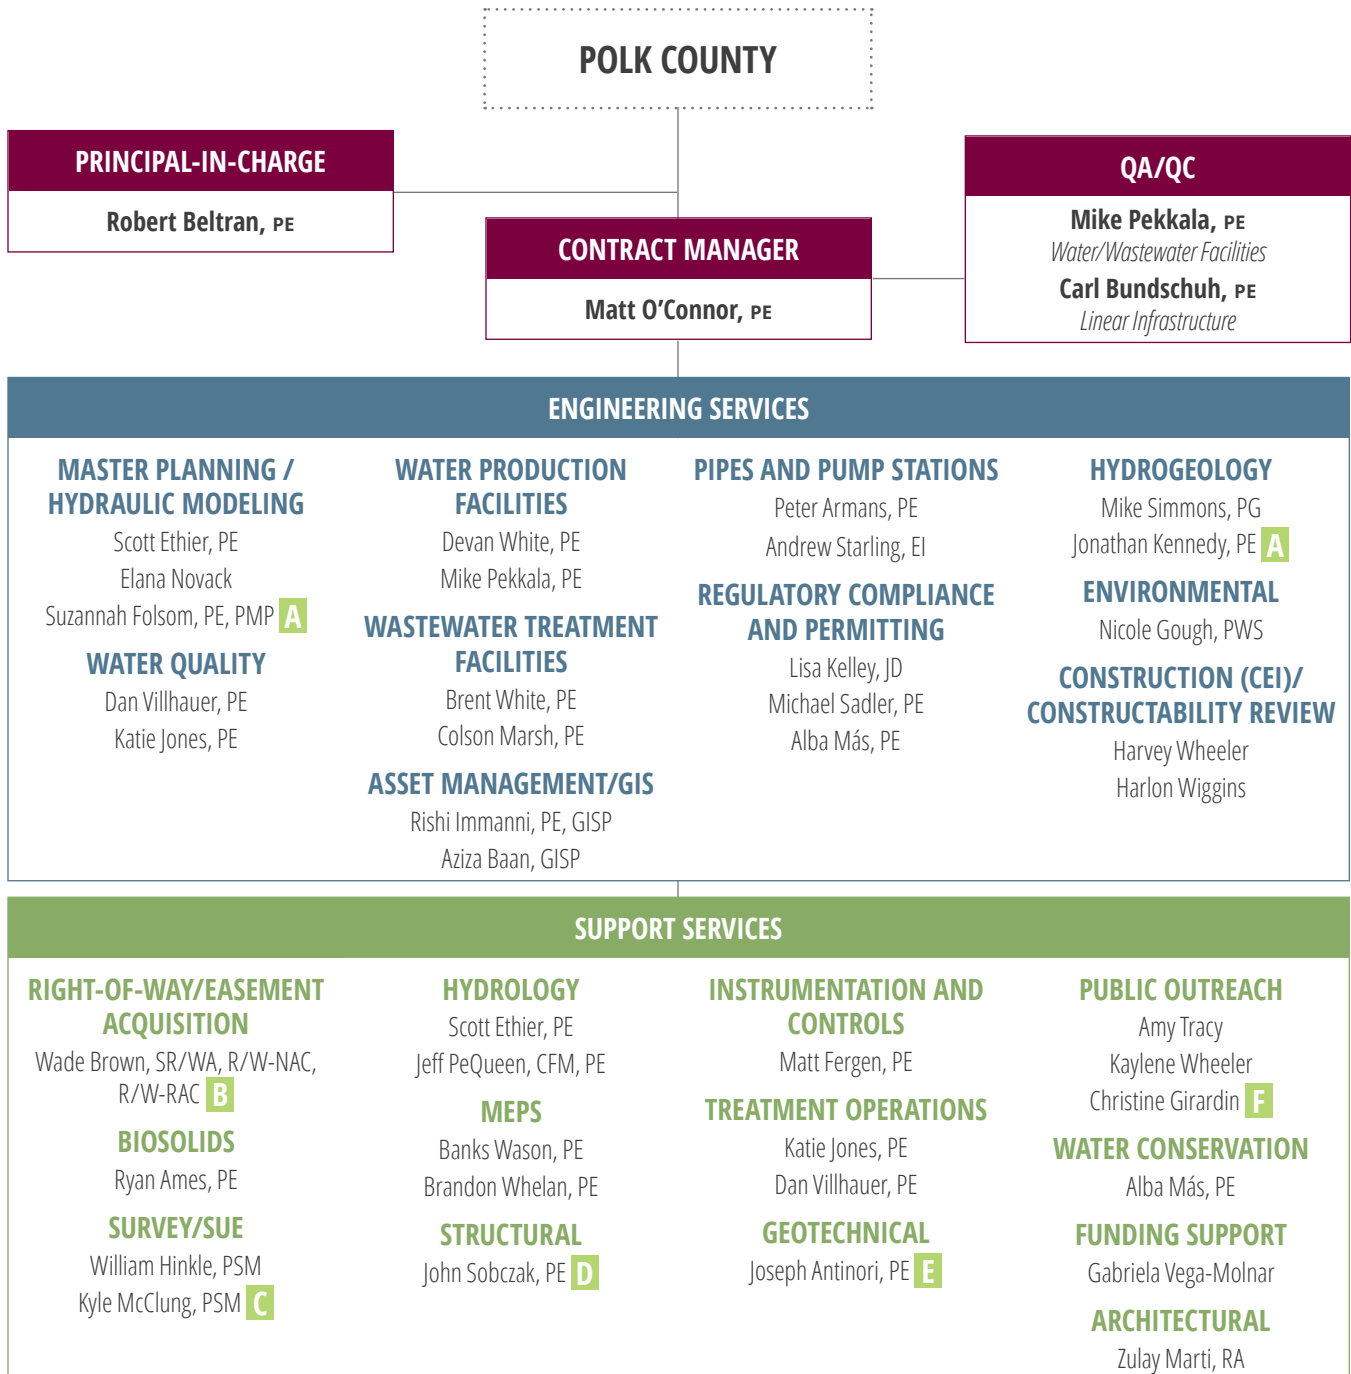 POLK COUNTY
PRINCIPAL-IN-CHARGE
Robert Beltran, PE
QA/QC
Mike Pekkala, PE
Water/Wastewater Facilities
Carl Bundschuh, PE
Linear Infrastructure
CONTRACT MANAGER
Matt O’Connor, PE
ENGINEERING SERVICES
MASTER PLANNING /
HYDRAULIC MODELING
Scott Ethier, PE
Elana Novack
Suzannah Folsom, PE, PMP A
WATER QUALITY
Dan Villhauer, PE
Katie Jones, PE
WATER PRODUCTION
FACILITIES
Devan White, PE
Mike Pekkala, PE
WASTEWATER TREATMENT
FACILITIES
Brent White, PE
Colson Marsh, PE
ASSET MANAGEMENT/GIS
Rishi Immanni, PE, GISP
Aziza Baan, GISP
PIPES AND PUMP STATIONS
Peter Armans, PE
Andrew Starling, EI
REGULATORY COMPLIANCE
AND PERMITTING
Lisa Kelley, JD
Michael Sadler, PE
Alba Más, PE
HYDROGEOLOGY
Mike Simmons, PG
Jonathan Kennedy, PE A
ENVIRONMENTAL
Nicole Gough, PWS
CONSTRUCTION (CEI)/
CONSTRUCTABILITY REVIEW
Harvey Wheeler
Harlon Wiggins
SUPPORT SERVICES
RIGHT-OF-WAY/EASEMENT
ACQUISITION
Wade Brown, SR/WA, R/W-NAC,
R/W-RAC B
BIOSOLIDS
Ryan Ames, PE
SURVEY/SUE
William Hinkle, PSM
Kyle McClung, PSM C
HYDROLOGY
Scott Ethier, PE
Jeff PeQueen, CFM, PE
MEPS
Banks Wason, PE
Brandon Whelan, PE
STRUCTURAL
John Sobczak, PE D
INSTRUMENTATION AND
CONTROLS
Matt Fergen, PE
TREATMENT OPERATIONS
Katie Jones, PE
Dan Villhauer, PE
GEOTECHNICAL
Joseph Antinori, PE E
PUBLIC OUTREACH
Amy Tracy
Kaylene Wheeler
Christine Girardin F
WATER CONSERVATION
Alba Más, PE
FUNDING SUPPORT
Gabriela Vega-Molnar
ARCHITECTURAL
Zulay Marti, RA